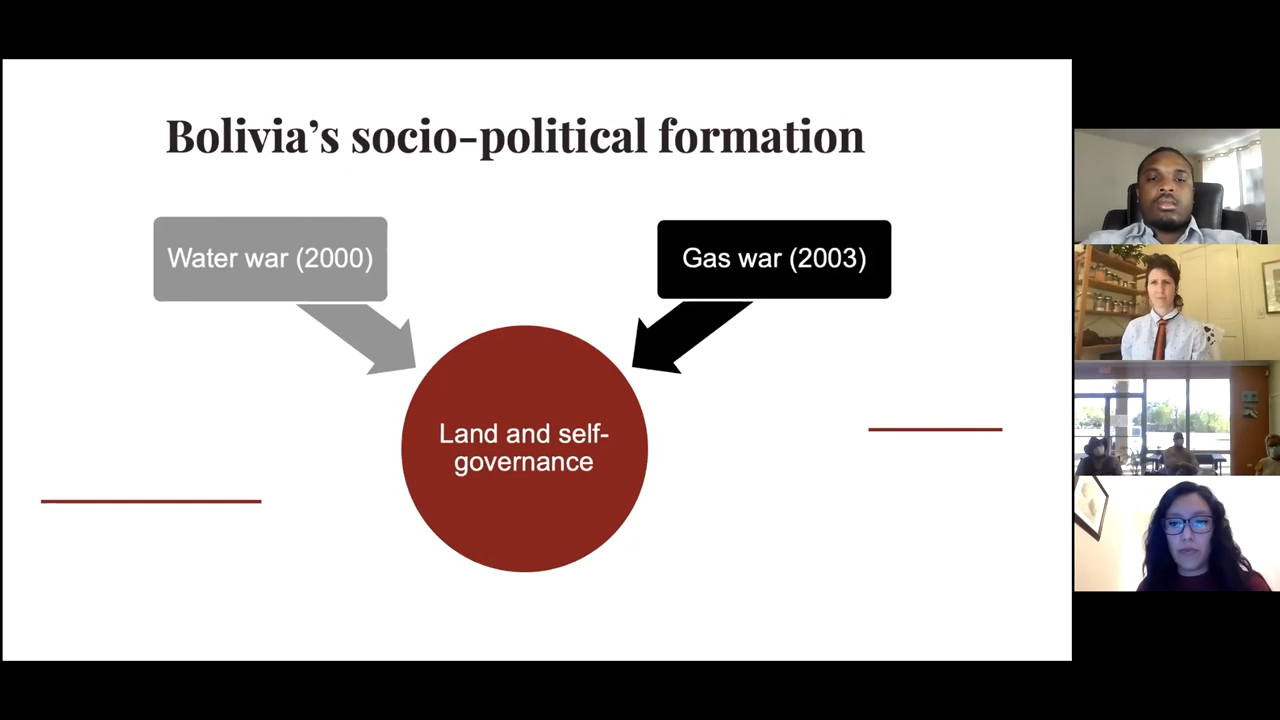 Bolivia’s socio-political formation
Water war (2000)
Gas war (2003)
Land and self-
governance